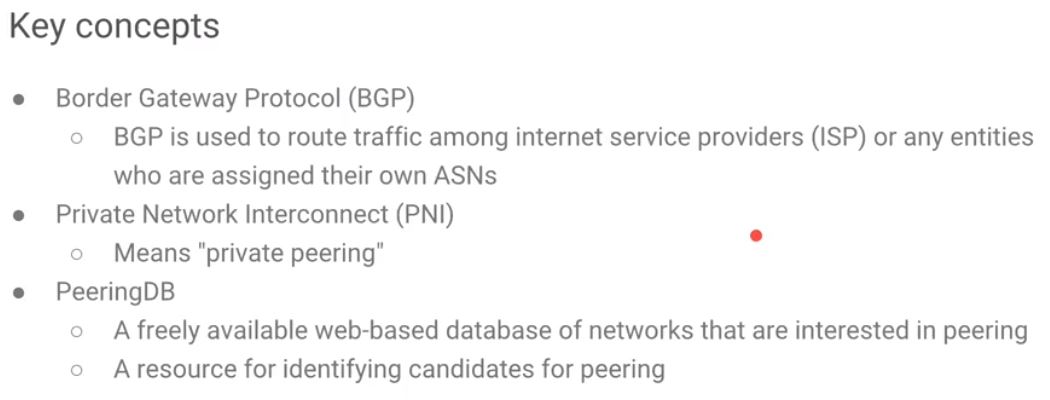 Key concepts
● Border Gateway Protocol (BGP)
○ BGP is used to route traffic among internet service providers (ISP) or any entities
who are assigned their own ASNs
● Private Network Interconnect (PNI)
○ Means "private peering"
● PeeringDB
○ A freely available web-based database of networks that are interested in peering
○ A resource for identifying candidates for peering